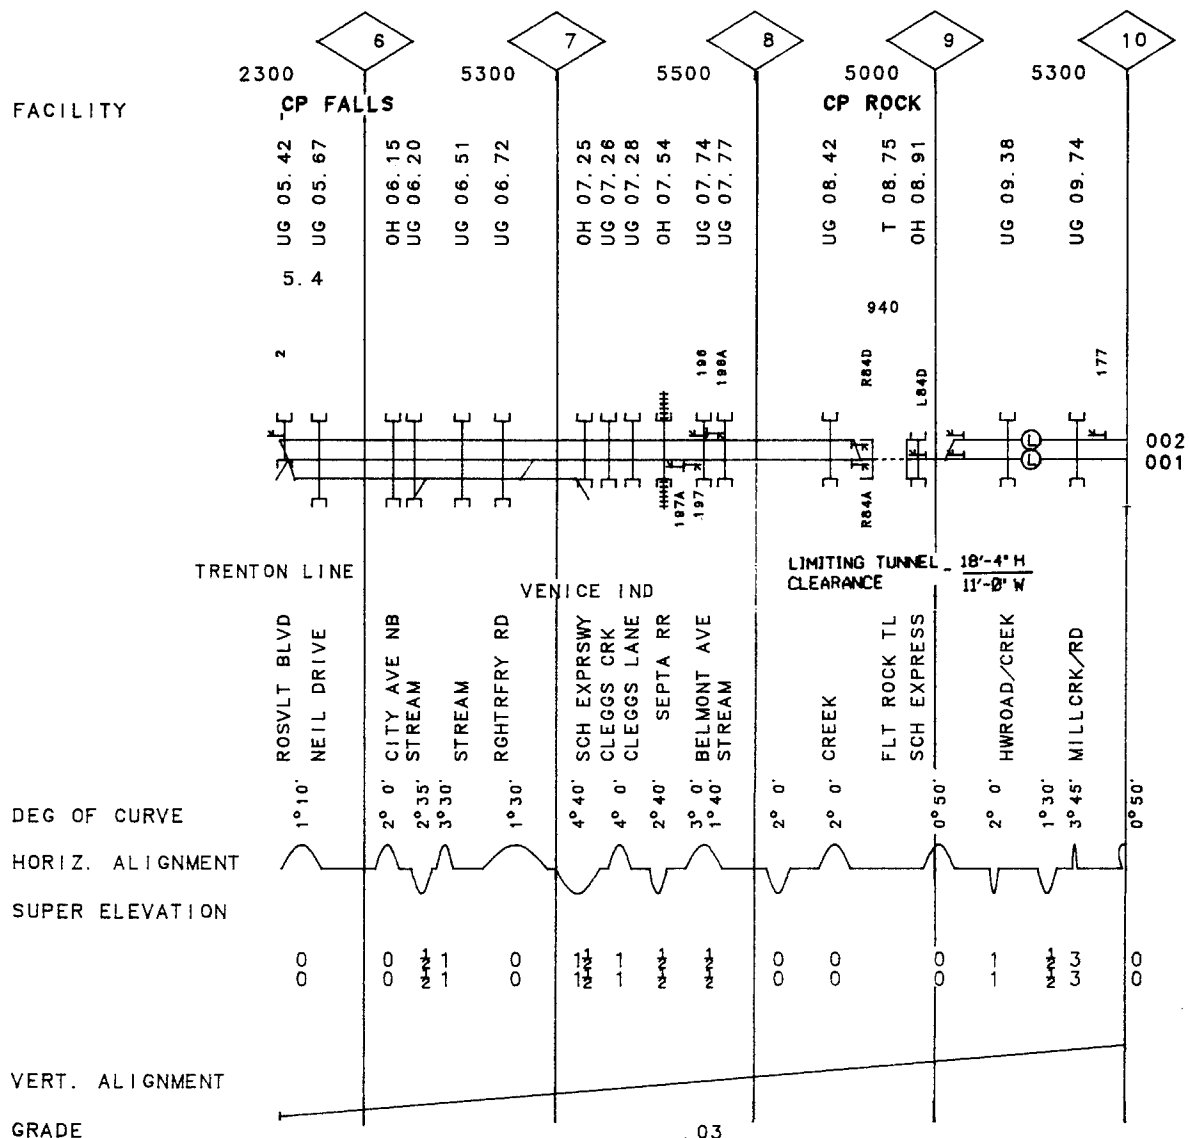 6 7 8 9 10
2300 5300 5500 5000 5300
FACILITY
CP FALLS
CP ROCK
UG 05.42
UG 05.67
OH 06.15
UG 06.20
UG 06.51
UG 06.72
OH 07.25
UG 07.26
UG 07.28
OH 07.54
UG 07.74
UG 07.77
UG 08.42
T 08.75
OH 08.91
UG 09.38
UG 09.74
5.4
940
2
198
198A
R84D
L84D
177
L
L
002
001
197A
197
R84A
TRENTON LINE
VENICE IND
LIMITING TUNNEL - 18'-4" H
CLEARANCE 11'-0" W
ROSVLT BLVD
NEIL DRIVE
CITY AVE NB
STREAM
STREAM
RGHTRFRY RD
SCH EXPRSWY
CLEGGS CRK
CLEGGS LANE
SEPTA RR
BELMONT AVE
STREAM
CREEK
FLT ROCK TL
SCH EXPRESS
HWROAD/CREK
MILLCRK/RD
DEG OF CURVE
1°10' 2° 0' 2°35' 3°30' 1°30' 4°40' 4° 0' 2°40' 3° 0' 1°40' 2° 0' 2° 0' 0°50' 2° 0' 1°30' 3°45' 0°50'
HORIZ. ALIGNMENT
SUPER ELEVATION
0 0 ½ 1 0 1½ 1 ½ ½ 0 0 0 1 ½ 3 0
0 0 ½ 1 0 1½ 1 ½ ½ 0 0 0 1 ½ 3 0
VERT. ALIGNMENT
GRADE .03